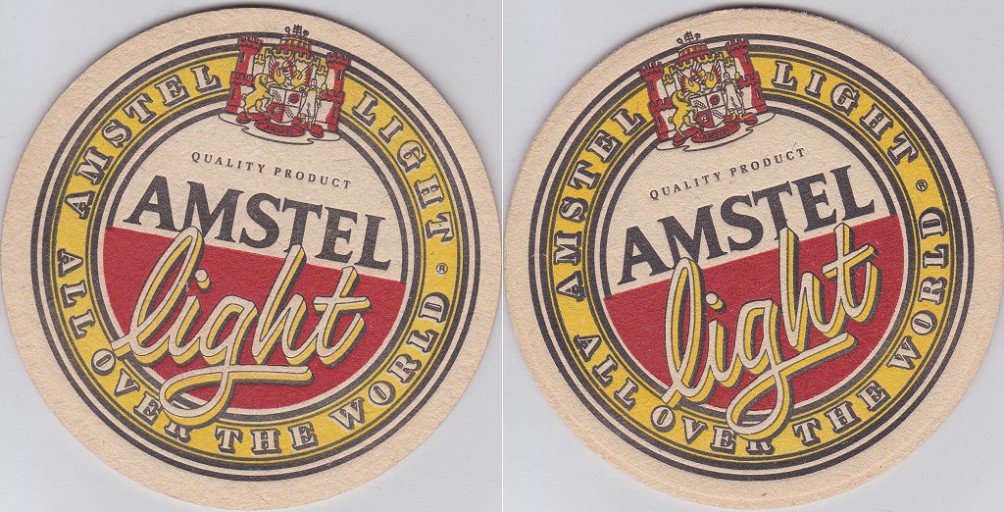 AMSTEL LIGHT ®
QUALITY PRODUCT
AMSTEL
light
ALL OVER THE WORLD
AMSTEL LIGHT ®
QUALITY PRODUCT
AMSTEL
light
ALL OVER THE WORLD